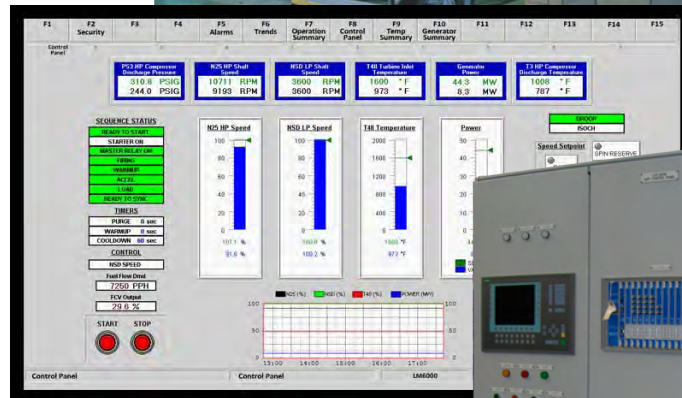 F1 F2 F3 F4 F5 F6 F7 F8 F9 F10 F11 F12 F13 F14 F15
Security Alarms Trends Operation Summary Control Panel Temp Summary Generator Summary
Control Panel
PS3 HP Compressor Discharge Pressure
310.8 PSIG
244.0 PSIG
N25 HP Shaft Speed
10711 RPM
9193 RPM
NSD LP Shaft Speed
3600 RPM
3600 RPM
T48 Turbine Inlet Temperature
1600 °F
973 °F
Generator Power
44.3 MW
8.3 MW
T3 HP Compressor Discharge Temperature
1008 °F
787 °F
SEQUENCE STATUS
READY TO START
STARTER ON
MASTER RELAY ON
FIRING
WARMUP
ACCEL
LOAD
READY TO SYNC
TIMERS
PURGE 0 sec
WARMUP 0 sec
COOLDOWN 60 sec
CONTROL
NSD SPEED
Fuel Flow Dmd
7250 PPH
FCV Output
29.6 %
START STOP
N25 HP Speed
100
80
60
40
20
0
107.1 %
91.6 %
NSD LP Speed
100
80
60
40
20
0
100.0 %
100.2 %
T48 Temperature
2000
1600
1200
800
400
0
1600 °F
973 °F
Power
50
40
30
20
10
0
DROOP
ISOCH
Speed Setpoint
SPIN RESERVE
N25 (%) NSD (%) T48 (%) POWER (MW)
100
50
0
100
50
0
13:00 14:00 15:00 16:00 17:00
Control Panel Control Panel LM6000